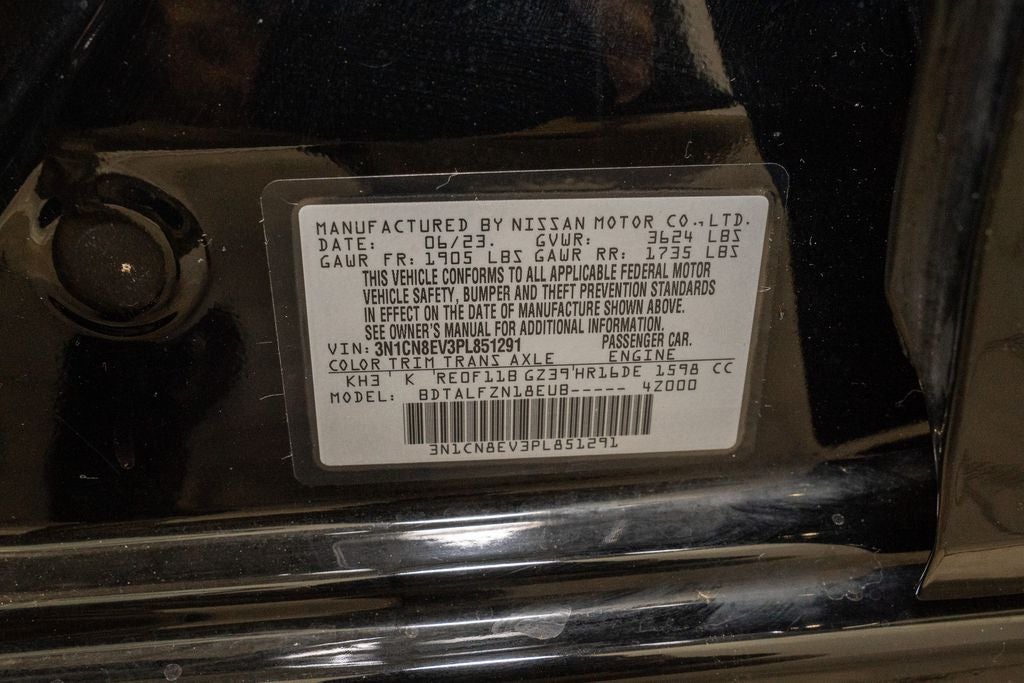 MANUFACTURED BY NISSAN MOTOR CO.,LTD.
DATE: 06/23. GVWR: 3624 LBS
GAWR FR: 1905 LBS GAWR RR: 1735 LBS
THIS VEHICLE CONFORMS TO ALL APPLICABLE FEDERAL MOTOR
VEHICLE SAFETY, BUMPER AND THEFT PREVENTION STANDARDS
IN EFFECT ON THE DATE OF MANUFACTURE SHOWN ABOVE.
SEE OWNER'S MANUAL FOR ADDITIONAL INFORMATION.
VIN: 3N1CN8EV3PL851291 PASSENGER CAR.
COLOR TRIM TRANS AXLE ENGINE
KH3 ' K ' RE0F11B GZ39 ' HR16DE 1598 CC
MODEL: BDTALFZN18EUB----- 4Z000
3N1CN8EV3PL851291